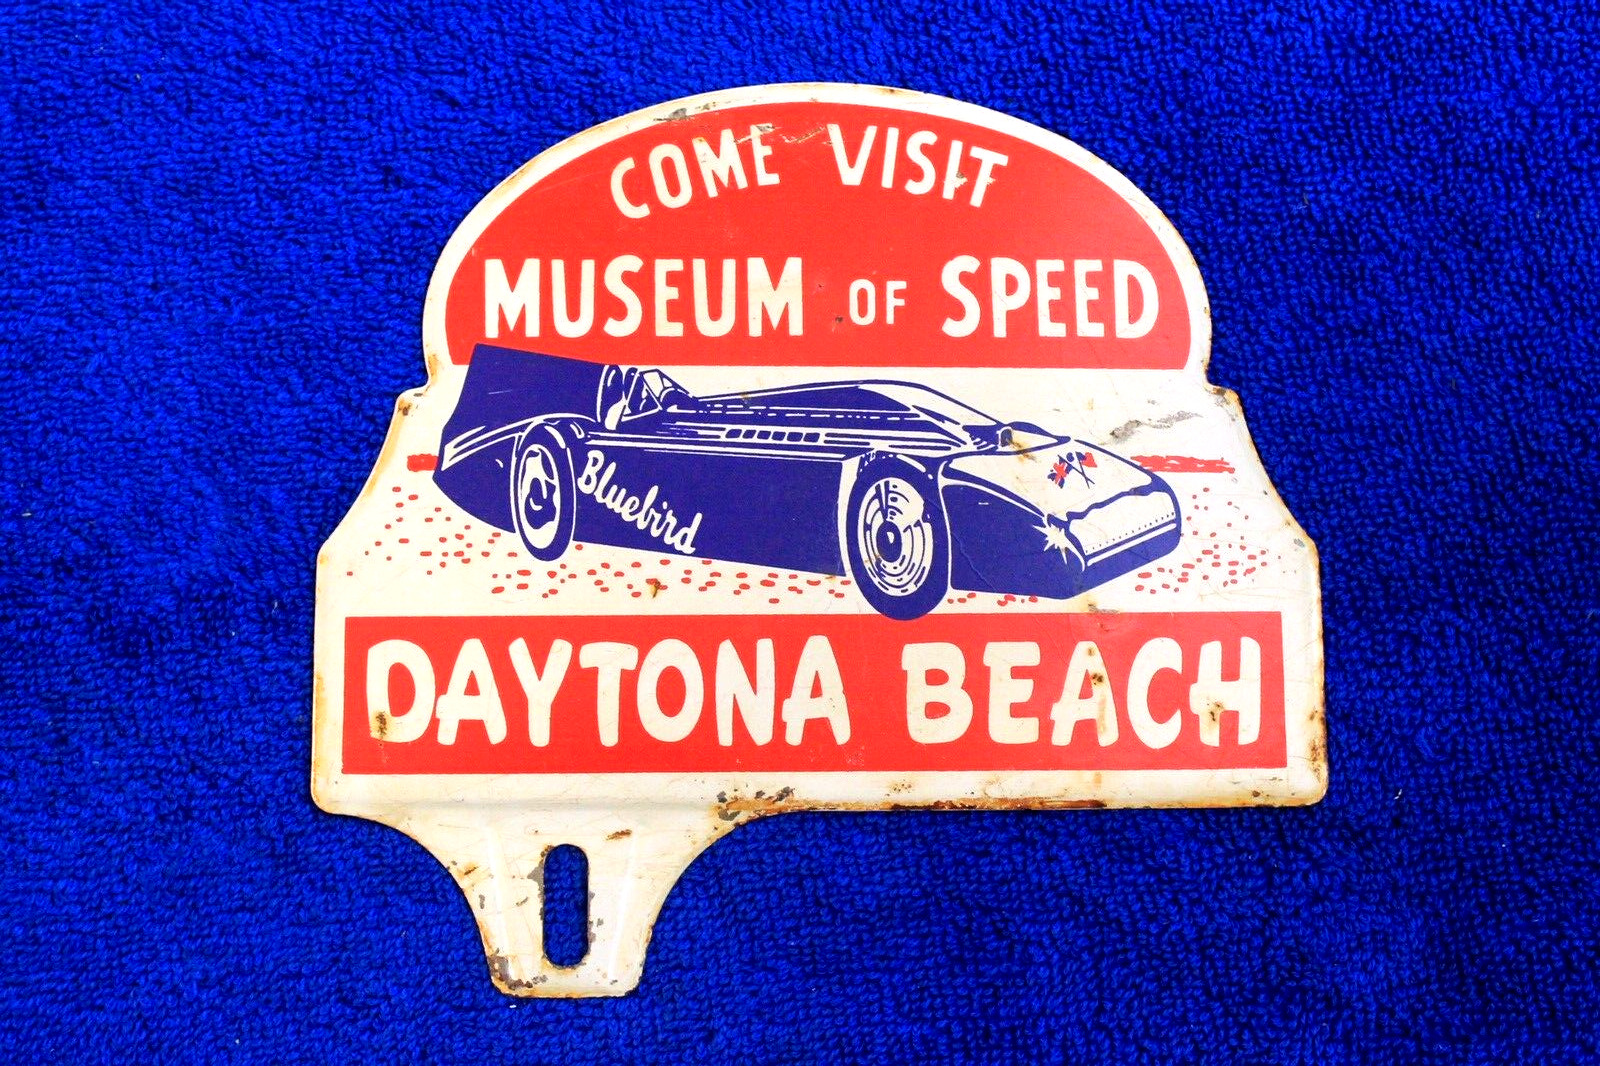 COME VISIT
MUSEUM OF SPEED
Bluebird
DAYTONA BEACH